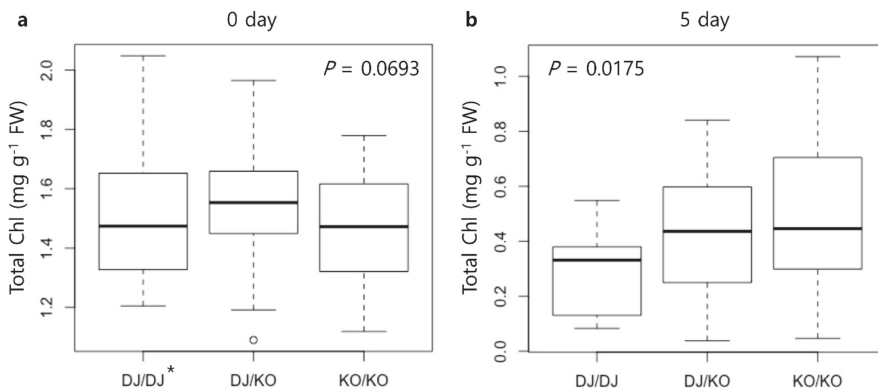 a
0 day
P = 0.0693
Total Chl (mg g-1 FW)
2.0
1.8
1.6
1.4
1.2
DJ/DJ* DJ/KO KO/KO
b
5 day
P = 0.0175
Total Chl (mg g-1 FW)
1.0
0.8
0.6
0.4
0.2
0.0
DJ/DJ DJ/KO KO/KO